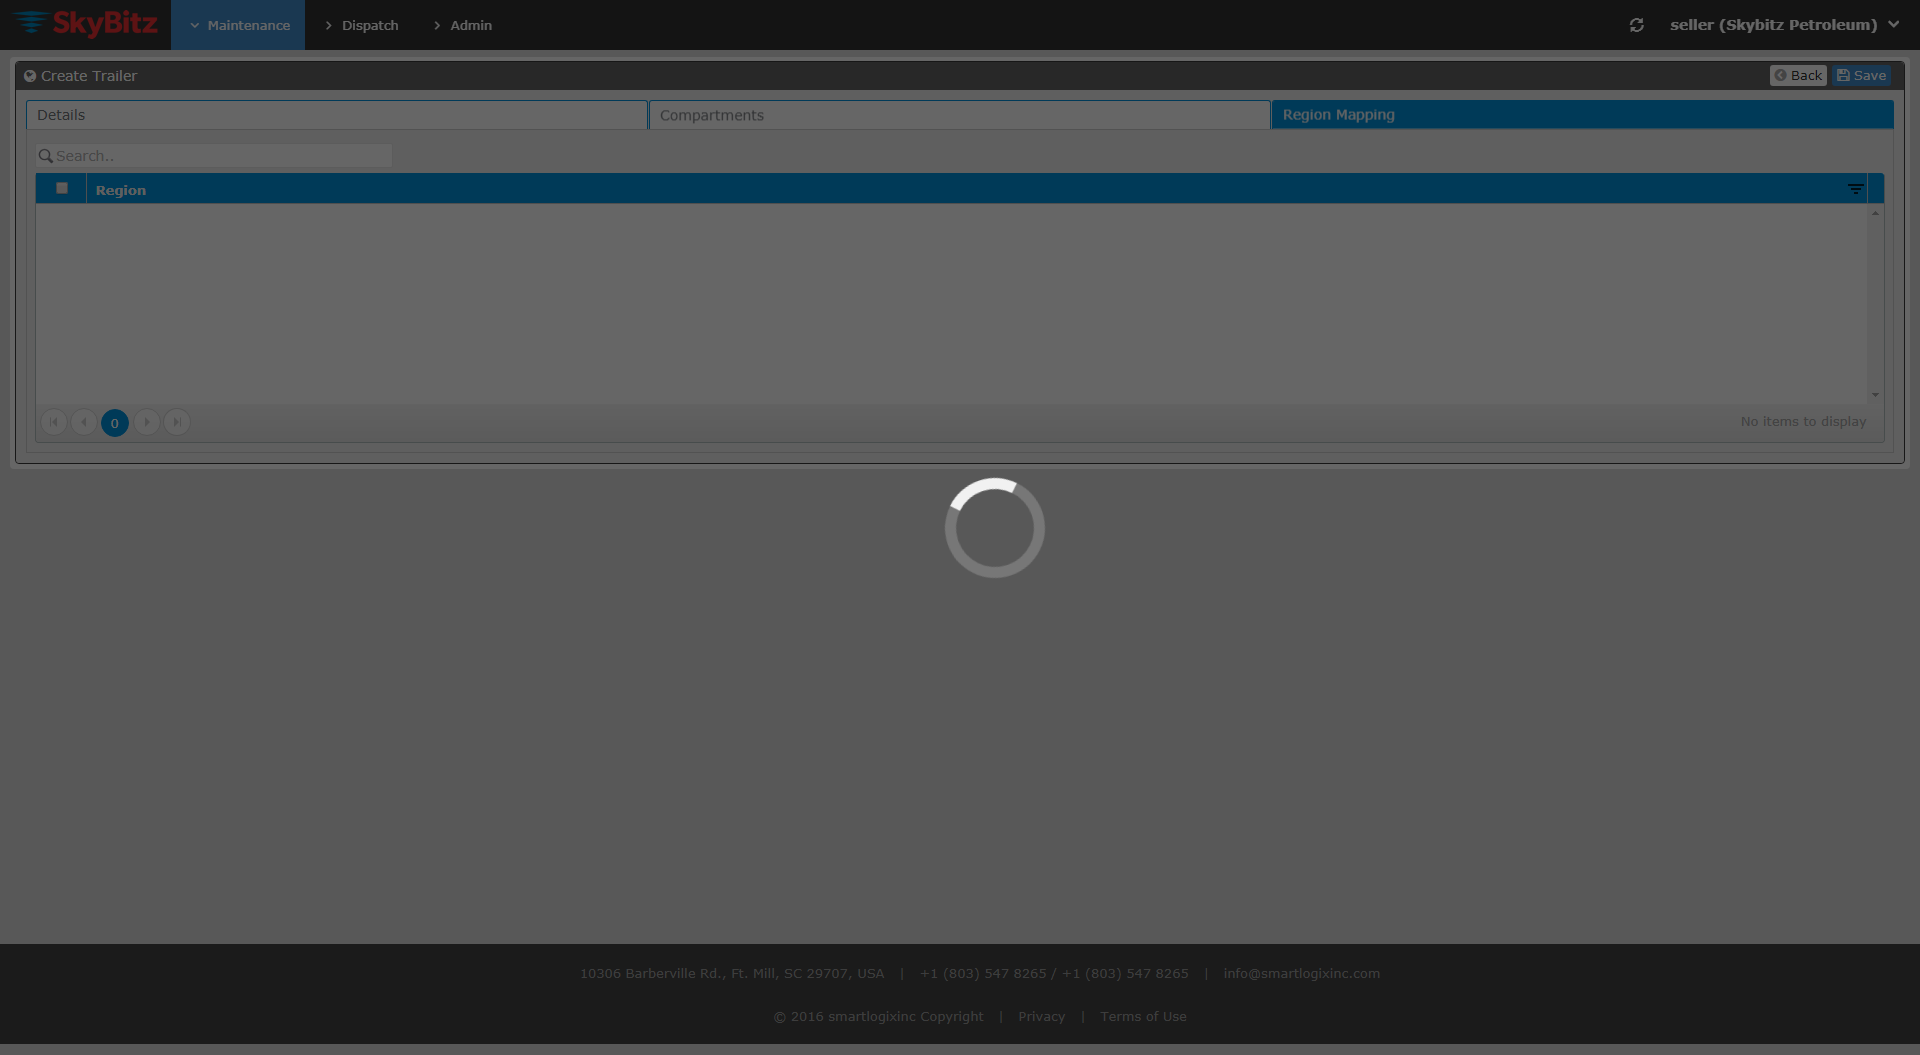 SkyBitz Maintenance Dispatch Admin seller (Skybitz Petroleum)
Create Trailer Back Save
Details Compartments Region Mapping
Search..
Region
0 No items to display
10306 Barberville Rd., Ft. Mill, SC 29707, USA | +1 (803) 547 8265 / +1 (803) 547 8265 | info@smartlogixinc.com
© 2016 smartlogixinc Copyright | Privacy | Terms of Use